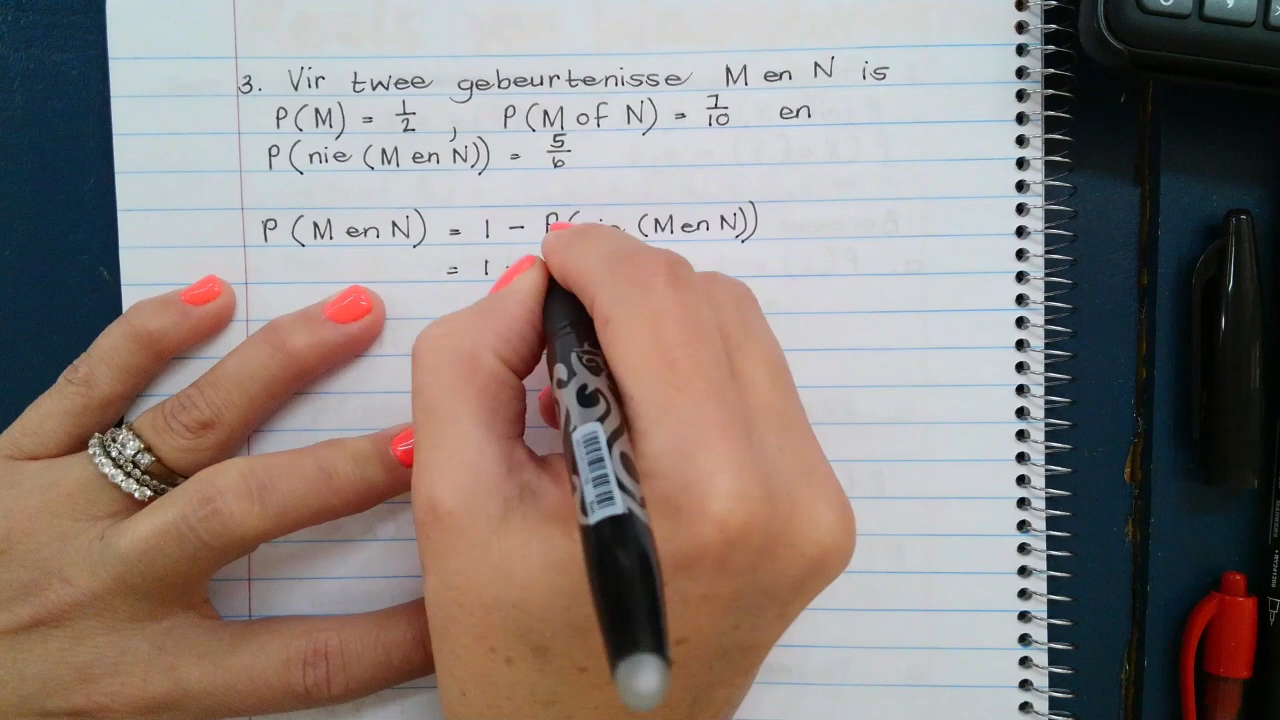 3. Vir twee gebeurtenisse M en N is
P(M) = 1/2 , P(M of N) = 7/10 en
P(nie (M en N)) = 5/6
P(M en N) = 1 - (M en N))
= 1